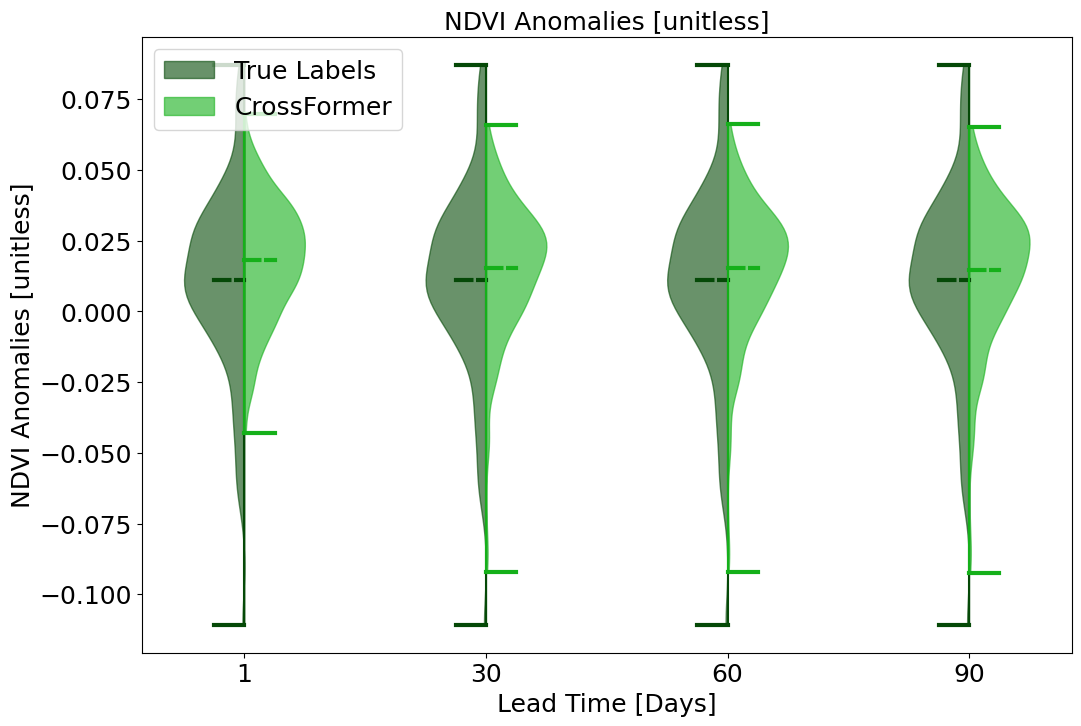 NDVI Anomalies [unitless]
True Labels
CrossFormer
NDVI Anomalies [unitless]
0.075
0.050
0.025
0.000
−0.025
−0.050
−0.075
−0.100
1 30 60 90
Lead Time [Days]